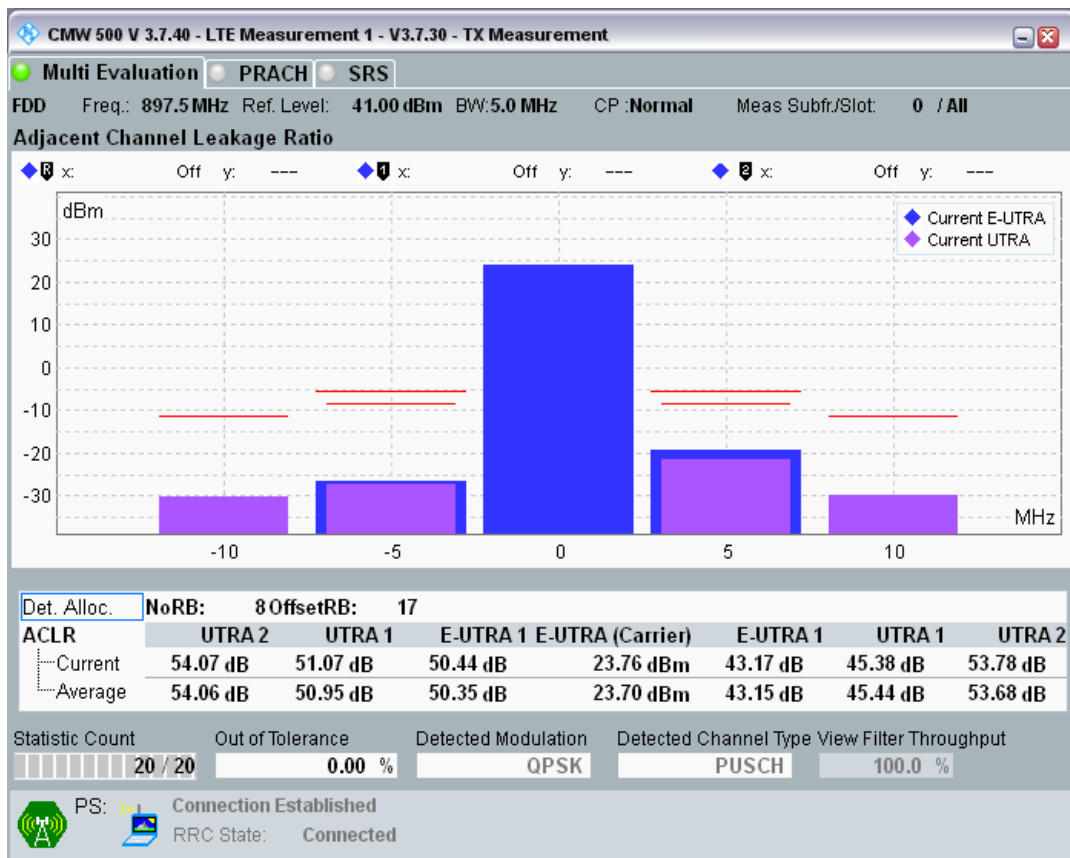 CMW 500 V 3.7.40 - LTE Measurement 1 - V3.7.30 - TX Measurement
Multi Evaluation PRACH SRS
FDD Freq.: 897.5 MHz Ref. Level: 41.00 dBm BW:5.0 MHz CP :Normal Meas Subfr./Slot: 0 / All
Adjacent Channel Leakage Ratio
R x: Off y: --- 1 x: Off y: --- 2 x: Off y: ---
dBm
Current E-UTRA
Current UTRA
30
20
10
0
-10
-20
-30
MHz
-10 -5 0 5 10
Det. Alloc. NoRB: 8 OffsetRB: 17
ACLR UTRA 2 UTRA 1 E-UTRA 1 E-UTRA (Carrier) E-UTRA 1 UTRA 1 UTRA 2
Current 54.07 dB 51.07 dB 50.44 dB 23.76 dBm 43.17 dB 45.38 dB 53.78 dB
Average 54.06 dB 50.95 dB 50.35 dB 23.70 dBm 43.15 dB 45.44 dB 53.68 dB
Statistic Count Out of Tolerance Detected Modulation Detected Channel Type View Filter Throughput
20 / 20 0.00 % QPSK PUSCH 100.0 %
PS: Connection Established
RRC State: Connected